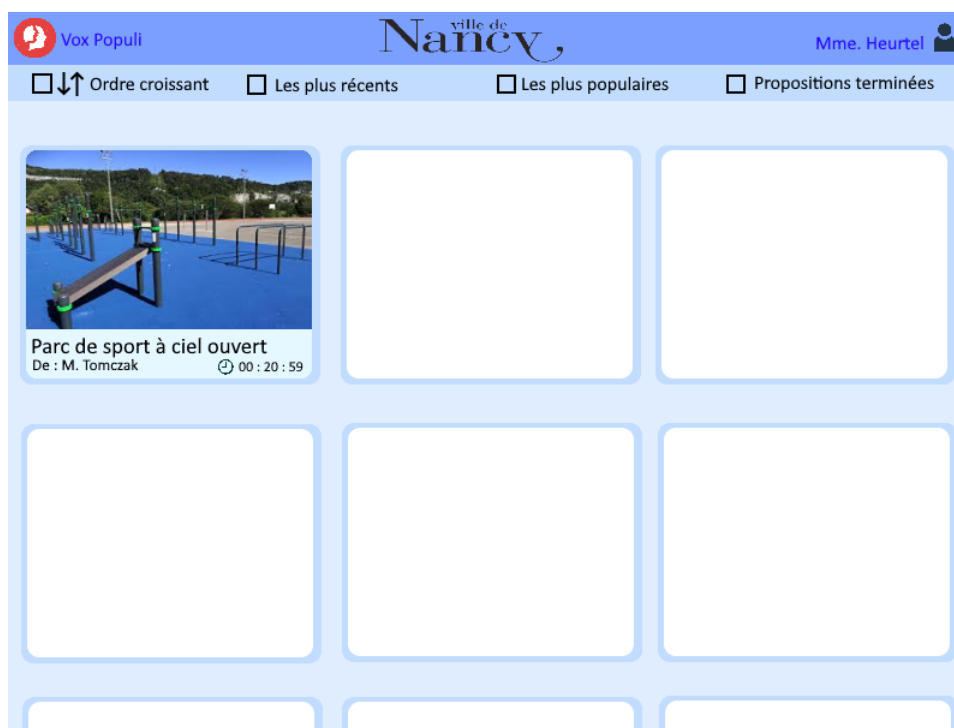 Vox Populi
ville de
Nancy,
Mme. Heurtel
Ordre croissant
Les plus récents
Les plus populaires
Propositions terminées
Parc de sport à ciel ouvert
De : M. Tomczak
00 : 20 : 59